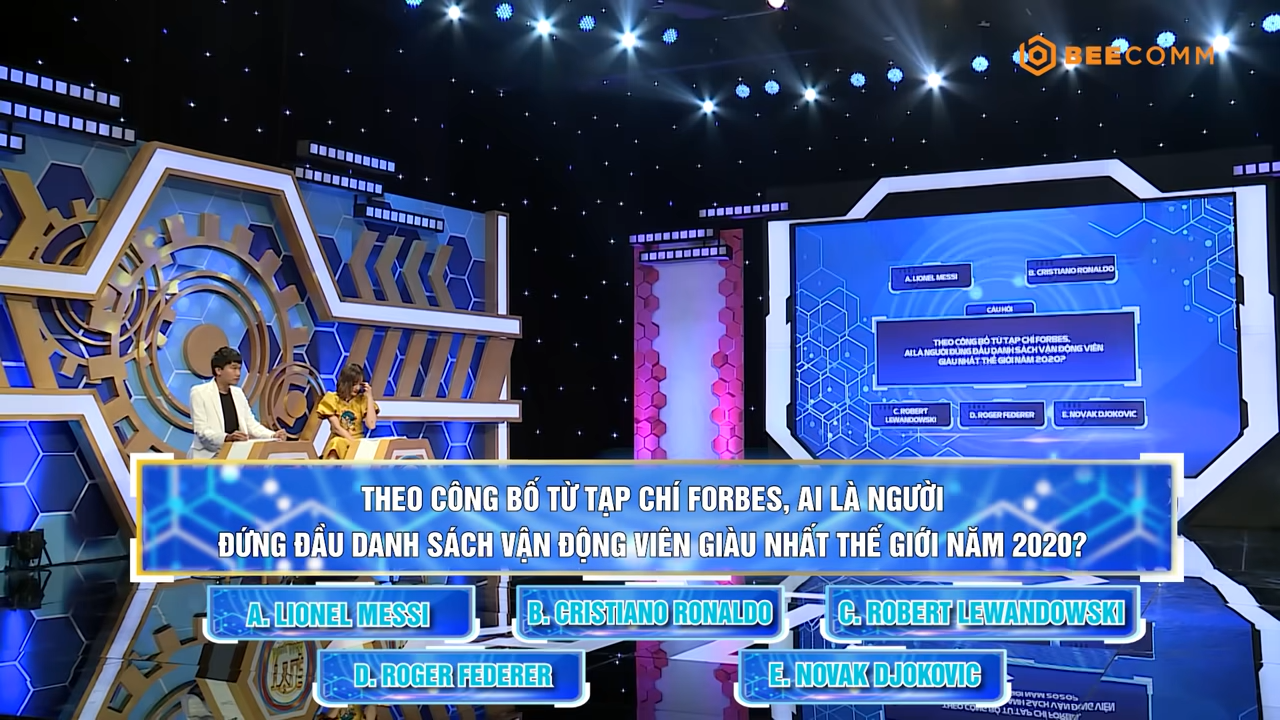 BEECOMM
A. LIONEL MESSI
B. CRISTIANO RONALDO
CÂU HỎI
THEO CÔNG BỐ TỪ TẠP CHÍ FORBES,
AI LÀ NGƯỜI ĐỨNG ĐẦU DANH SÁCH VẬN ĐỘNG VIÊN
GIÀU NHẤT THẾ GIỚI NĂM 2020?
C. ROBERT
LEWANDOWSKI
D. ROGER FEDERER
E. NOVAK DJOKOVIC
THEO CÔNG BỐ TỪ TẠP CHÍ FORBES, AI LÀ NGƯỜI
ĐỨNG ĐẦU DANH SÁCH VẬN ĐỘNG VIÊN GIÀU NHẤT THẾ GIỚI NĂM 2020?
A. LIONEL MESSI
B. CRISTIANO RONALDO
C. ROBERT LEWANDOWSKI
D. ROGER FEDERER
E. NOVAK DJOKOVIC